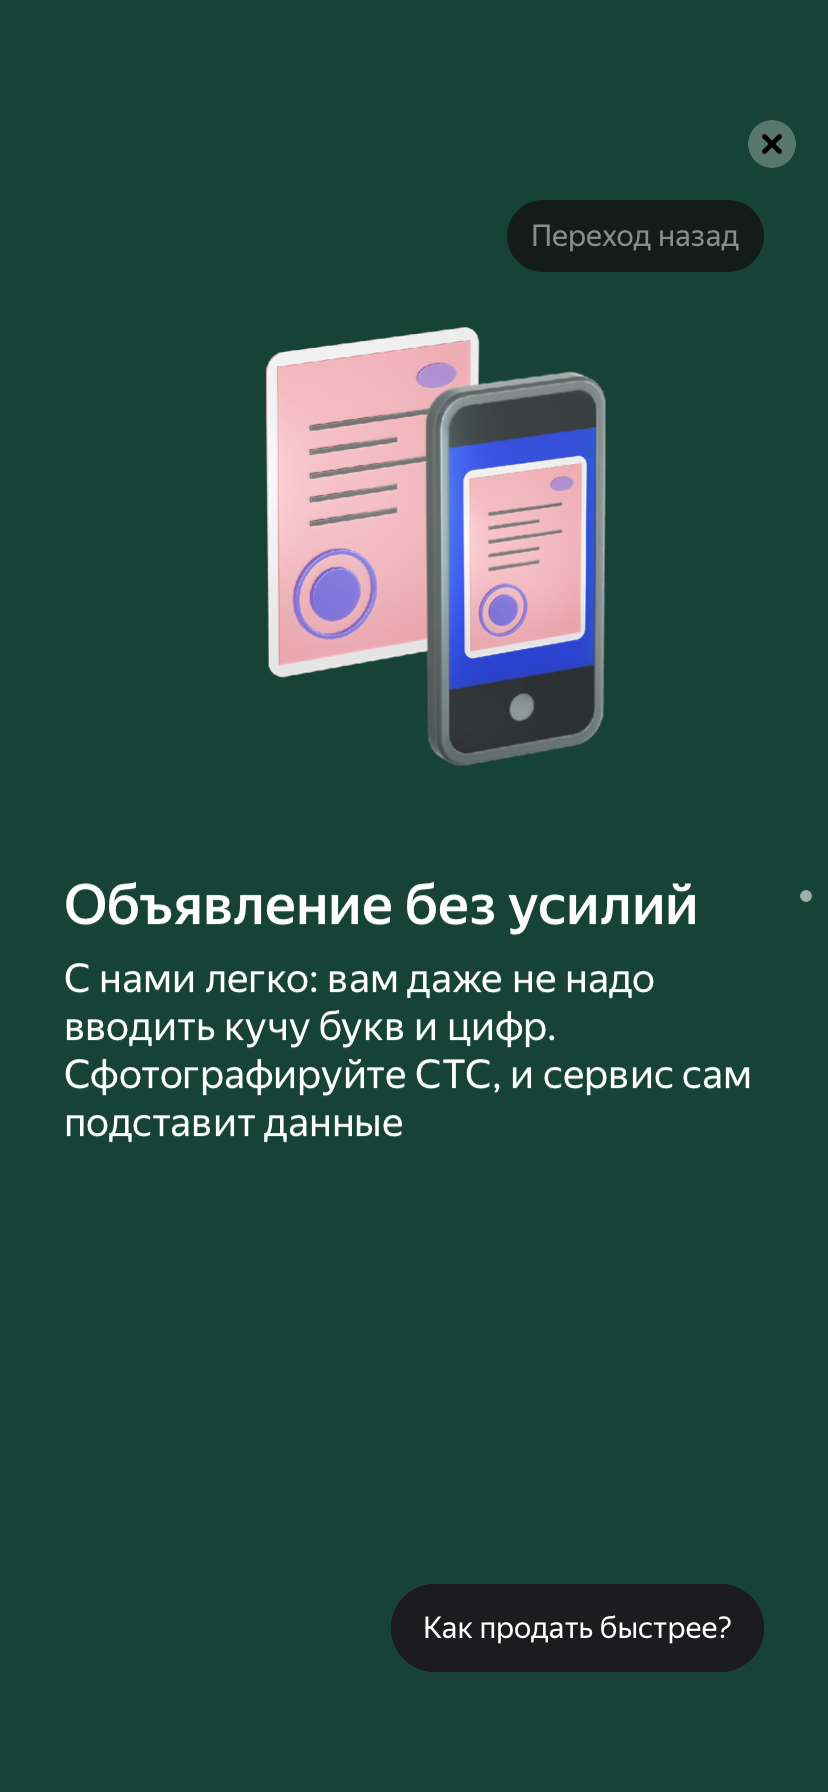 Переход назад
Объявление без усилий
С нами легко: вам даже не надо
вводить кучу букв и цифр.
Сфотографируйте СТС, и сервис сам
подставит данные
Как продать быстрее?